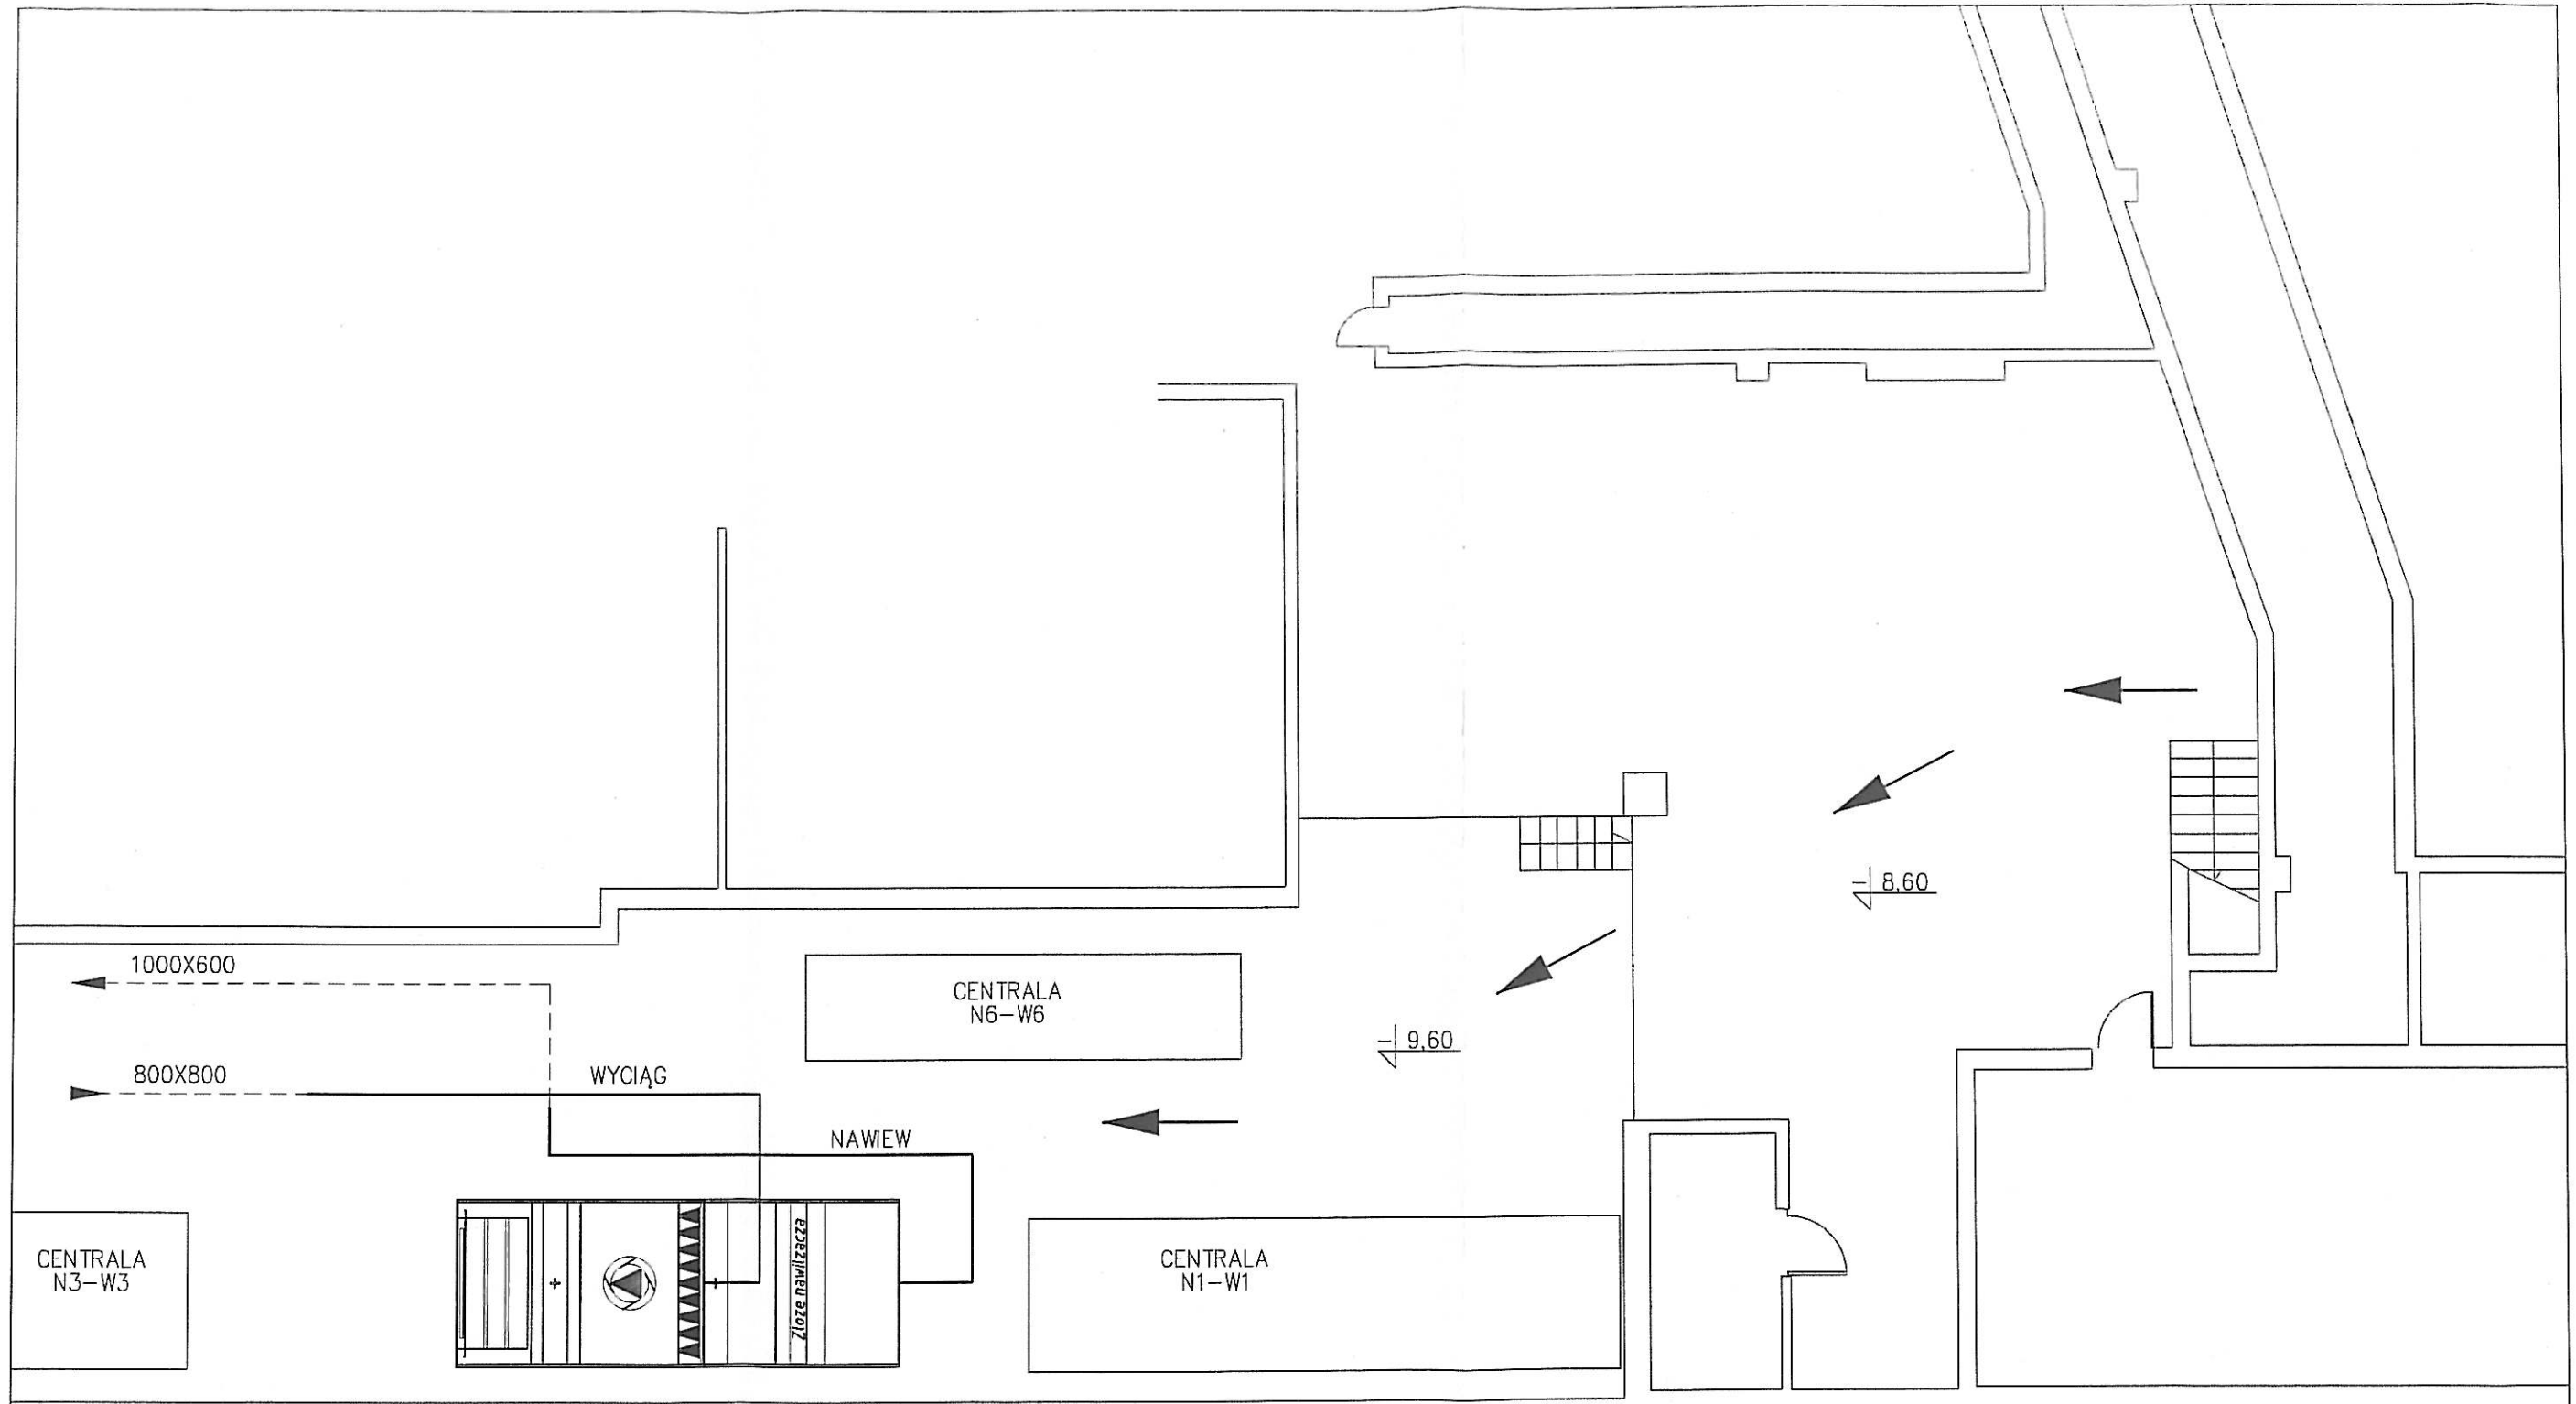 -8,60
1000X600
CENTRALA
N6-W6
-9,60
800X800
WYCIĄG
NAWIEW
CENTRALA
N3-W3
Złoże nawilżacza
CENTRALA
N1-W1